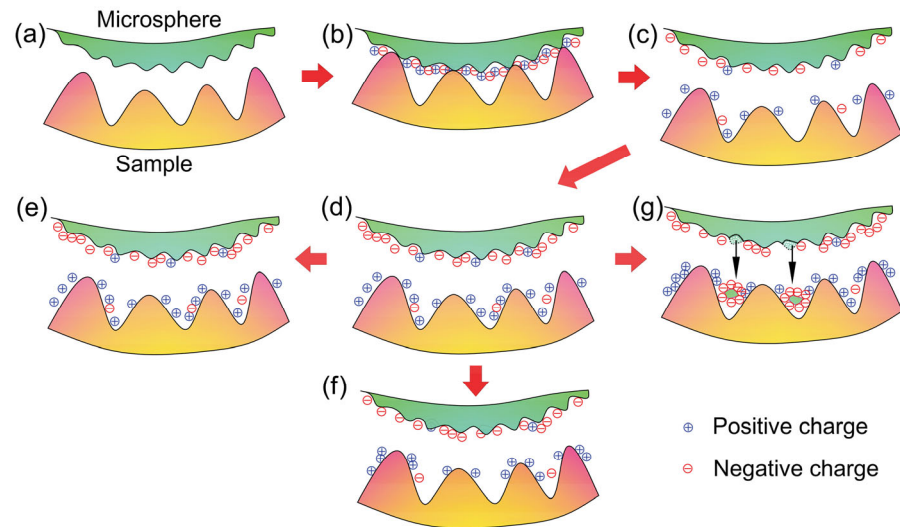 Microsphere
(a)
(b)
(c)
Sample
(e)
(d)
(g)
(f)
Positive charge
Negative charge